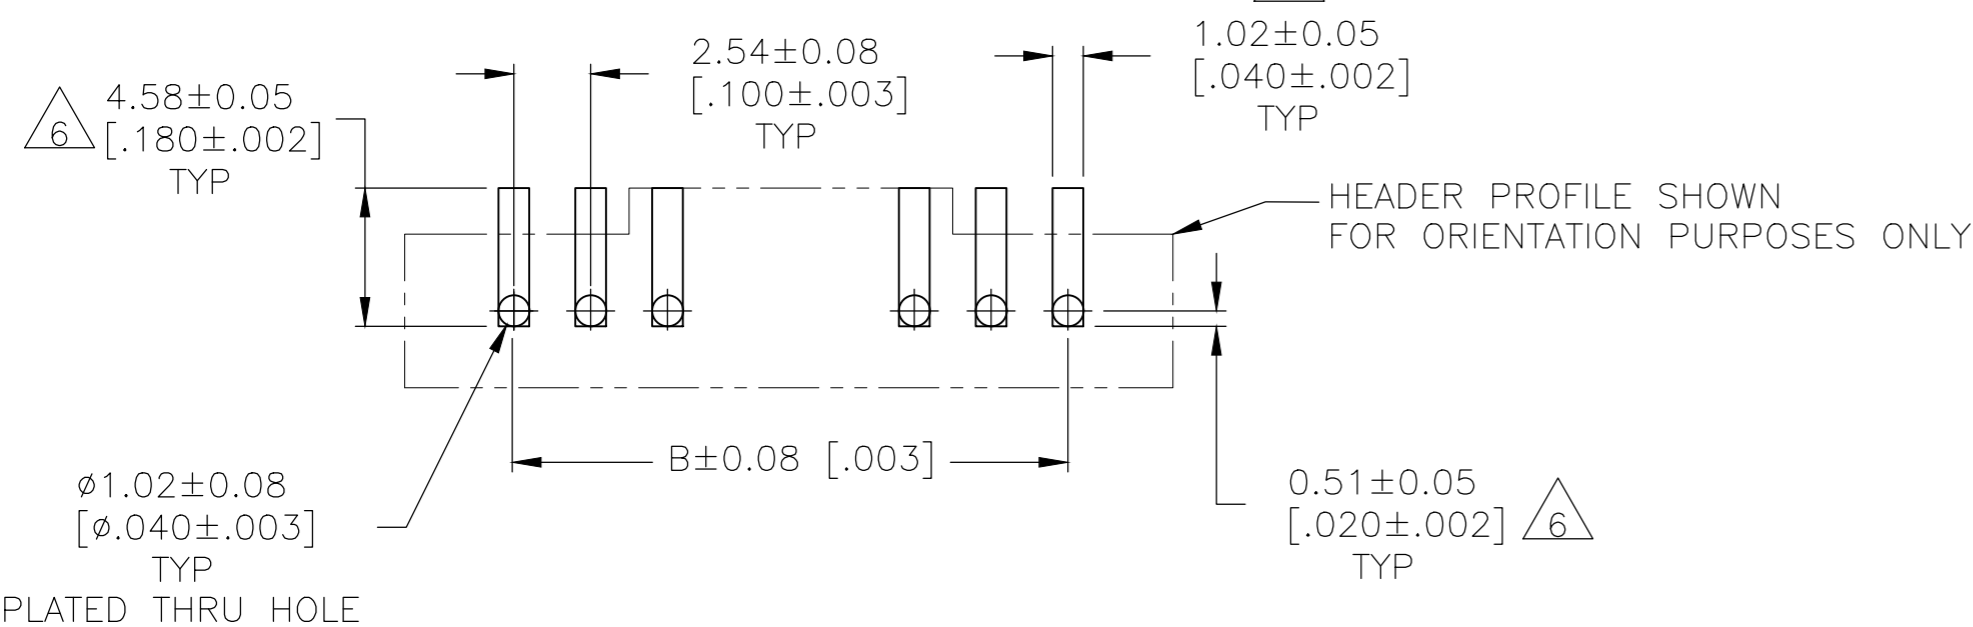 2.54±0.08
[.100±.003]
TYP
1.02±0.05
[.040±.002]
TYP
4.58±0.05
[.180±.002]
TYP
6
HEADER PROFILE SHOWN
FOR ORIENTATION PURPOSES ONLY
B±0.08 [.003]
ø1.02±0.08
[ø.040±.003]
TYP
PLATED THRU HOLE
0.51±0.05
[.020±.002]
TYP
6